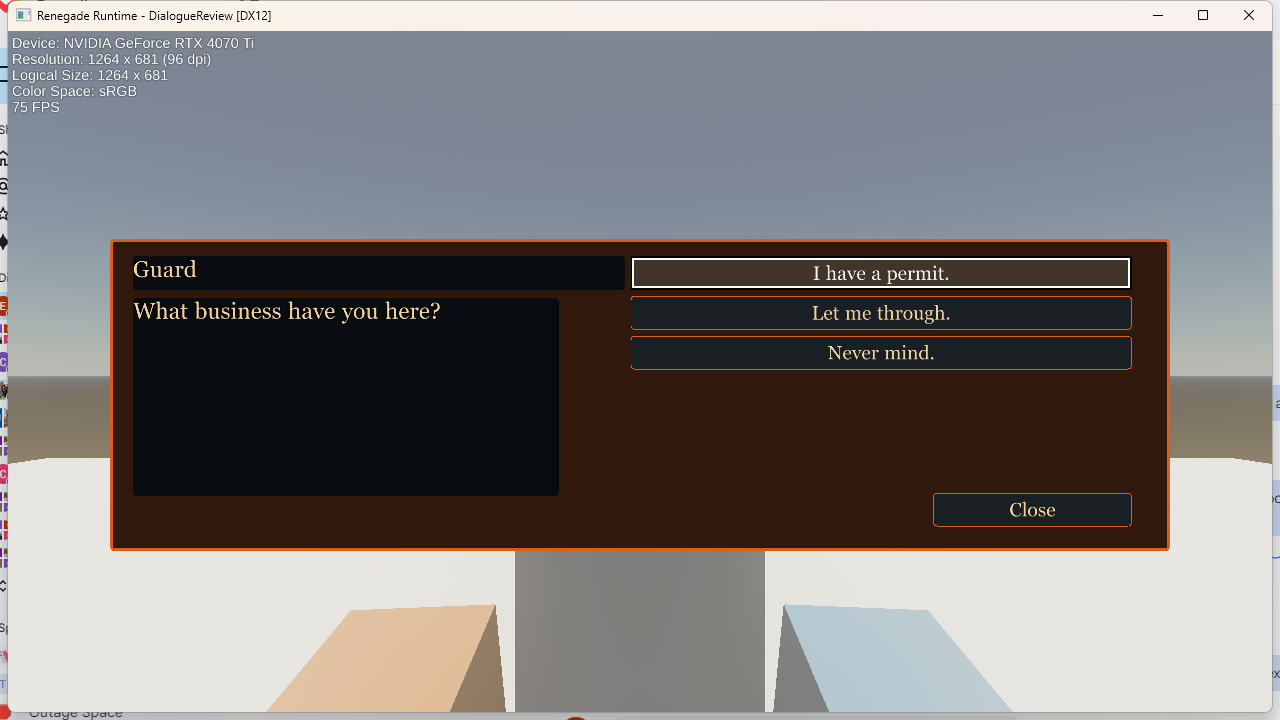 Renegade Runtime - DialogueReview [DX12]
Device: NVIDIA GeForce RTX 4070 Ti
Resolution: 1264 x 681 (96 dpi)
Logical Size: 1264 x 681
Color Space: sRGB
75 FPS
Guard
What business have you here?
I have a permit.
Let me through.
Never mind.
Close
Outage Space